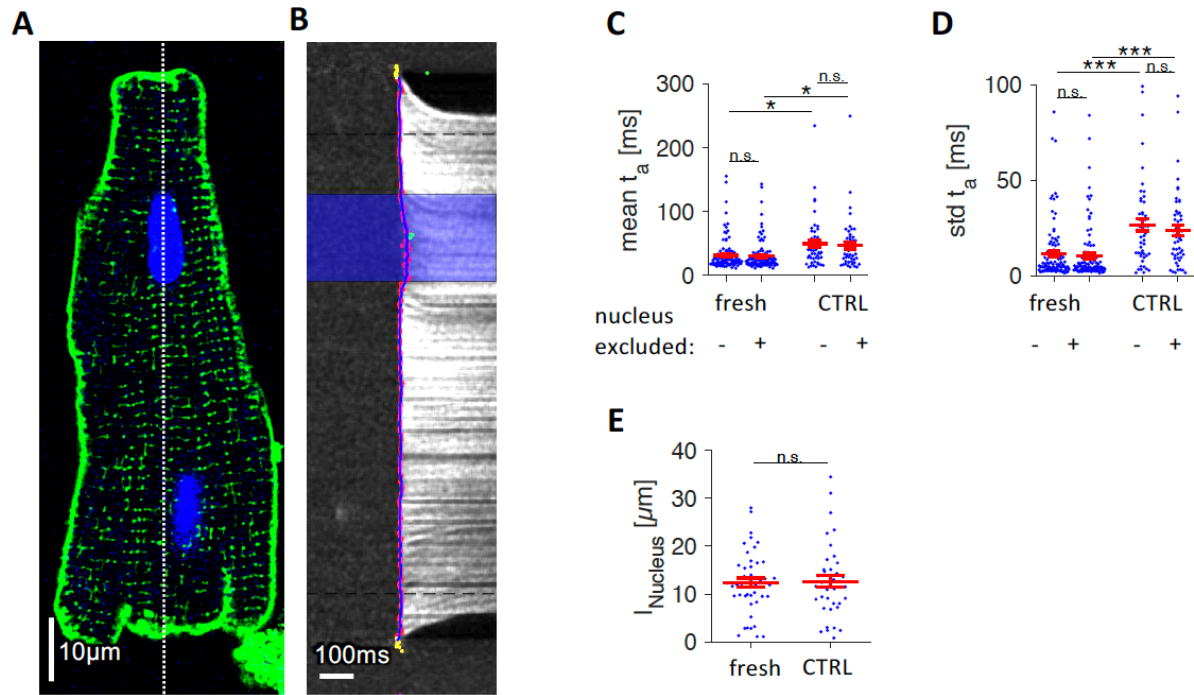 A
10µm
B
100ms
C
mean t_a [ms]
300
200
100
0
n.s.
*
*
n.s.
fresh CTRL
nucleus
excluded: - + - +
D
std t_a [ms]
100
50
0
n.s.
***
***
n.s.
fresh CTRL
- + - +
E
l_Nucleus [µm]
40
30
20
10
0
n.s.
fresh CTRL